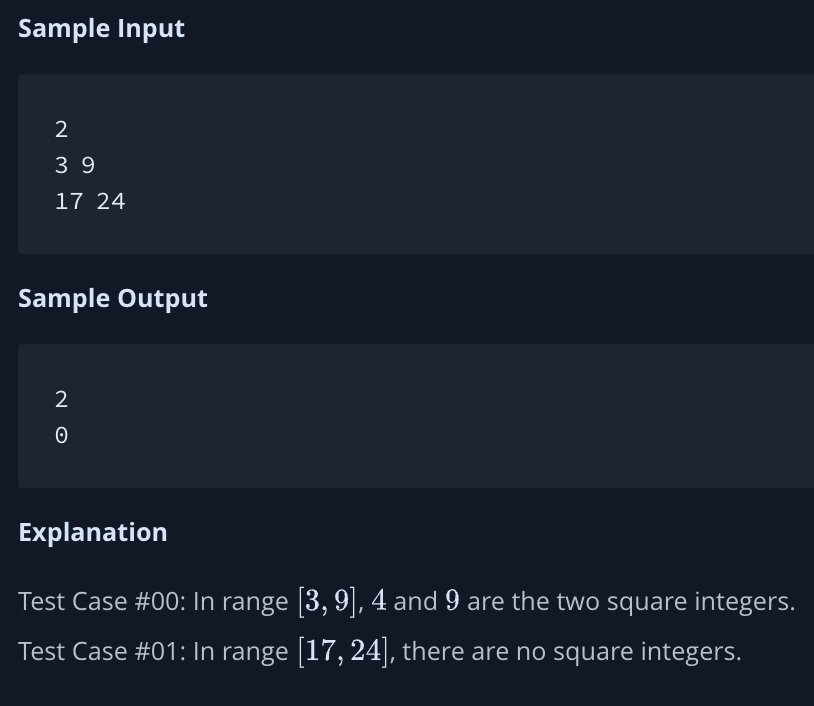 Sample Input
2
3 9
17 24
Sample Output
2
0
Explanation
Test Case #00: In range [3, 9], 4 and 9 are the two square integers.
Test Case #01: In range [17, 24], there are no square integers.